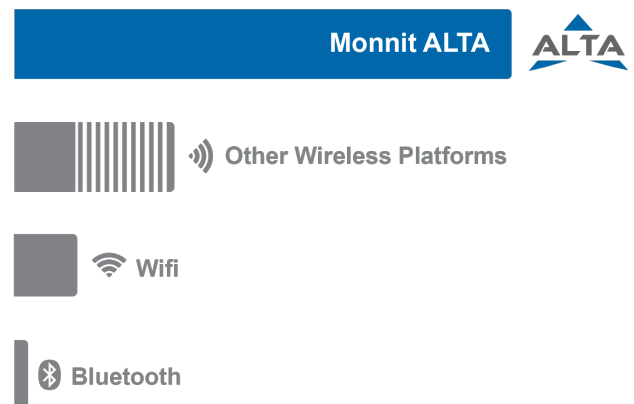 Monnit ALTA
ALTA
Other Wireless Platforms
Wifi
Bluetooth